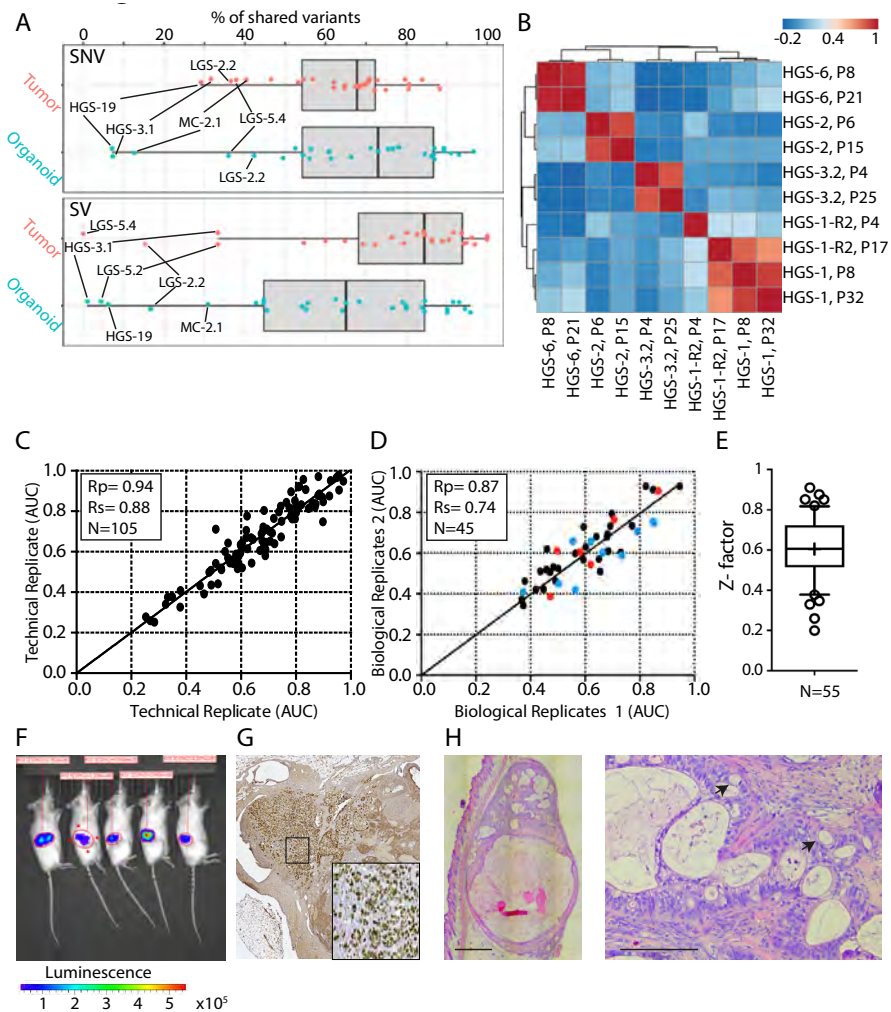 A
% of shared variants
0 20 40 60 80 100
SNV
LGS-2.2
Tumor
HGS-19
HGS-3.1
MC-2.1
LGS-5.4
Organoid
LGS-2.2
SV
LGS-5.4
Tumor
HGS-3.1
LGS-5.2
LGS-2.2
Organoid
HGS-19
MC-2.1
B
-0.2 0.4 1
HGS-6, P8
HGS-6, P21
HGS-2, P6
HGS-2, P15
HGS-3.2, P4
HGS-3.2, P25
HGS-1-R2, P4
HGS-1-R2, P17
HGS-1, P8
HGS-1, P32
HGS-6, P8
HGS-6, P21
HGS-2, P6
HGS-2, P15
HGS-3.2, P4
HGS-3.2, P25
HGS-1-R2, P4
HGS-1-R2, P17
HGS-1, P8
HGS-1, P32
C
Technical Replicate (AUC)
1.0
0.8
0.6
0.4
0.2
0.0
Rp= 0.94
Rs= 0.88
N=105
0.0 0.2 0.4 0.6 0.8 1.0
Technical Replicate (AUC)
D
Biological Replicates 2 (AUC)
1.0
0.8
0.6
0.4
0.2
0.0
Rp= 0.87
Rs= 0.74
N=45
0.0 0.2 0.4 0.6 0.8 1.0
Biological Replicates 1 (AUC)
E
Z- factor
1
0.8
0.6
0.4
0.2
0.0
N=55
F
Luminescence
1 2 3 4 5 x10⁵
G
H